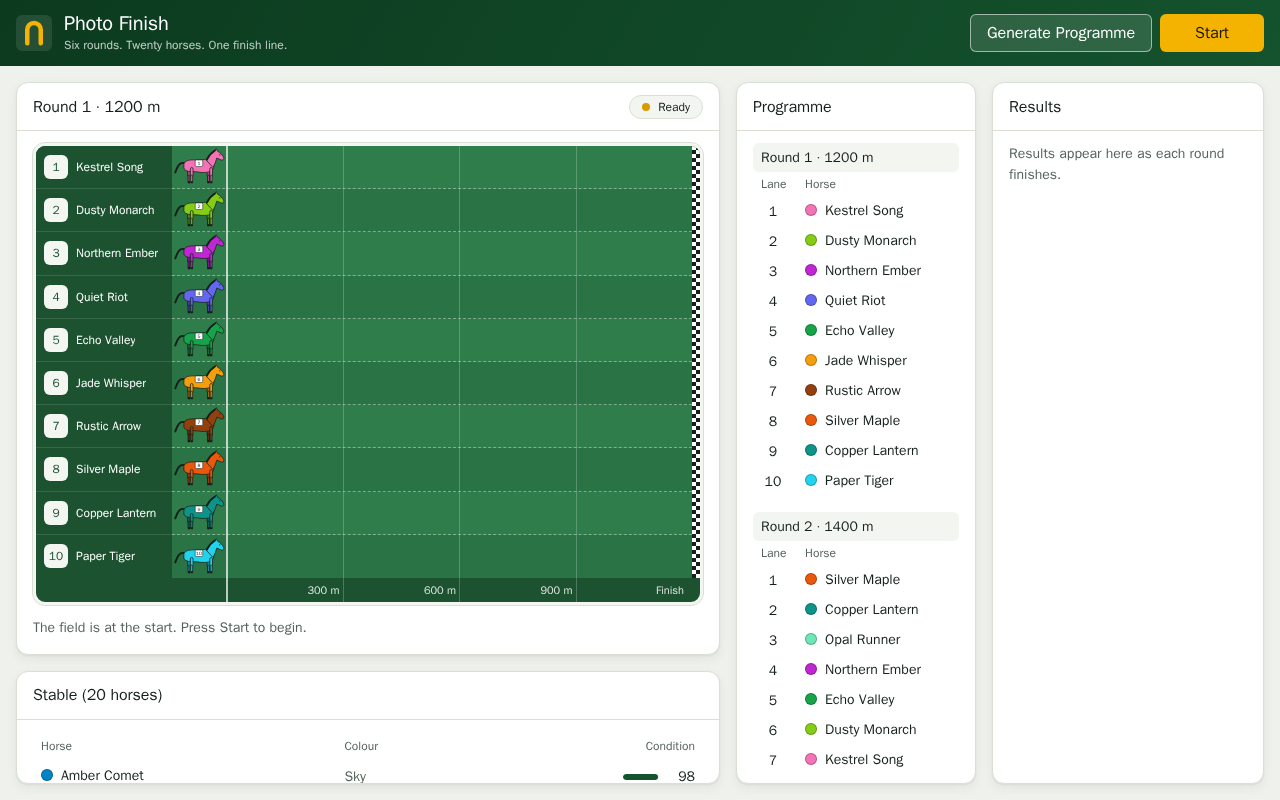 Photo Finish
Six rounds. Twenty horses. One finish line.
Generate Programme
Start
Round 1 · 1200 m
Ready
1 Kestrel Song
2 Dusty Monarch
3 Northern Ember
4 Quiet Riot
5 Echo Valley
6 Jade Whisper
7 Rustic Arrow
8 Silver Maple
9 Copper Lantern
10 Paper Tiger
300 m 600 m 900 m Finish
The field is at the start. Press Start to begin.
Stable (20 horses)
Horse Colour Condition
Amber Comet Sky 98
Programme
Round 1 · 1200 m
Lane Horse
1 Kestrel Song
2 Dusty Monarch
3 Northern Ember
4 Quiet Riot
5 Echo Valley
6 Jade Whisper
7 Rustic Arrow
8 Silver Maple
9 Copper Lantern
10 Paper Tiger
Round 2 · 1400 m
Lane Horse
1 Silver Maple
2 Copper Lantern
3 Opal Runner
4 Northern Ember
5 Echo Valley
6 Dusty Monarch
7 Kestrel Song
Results
Results appear here as each round
finishes.